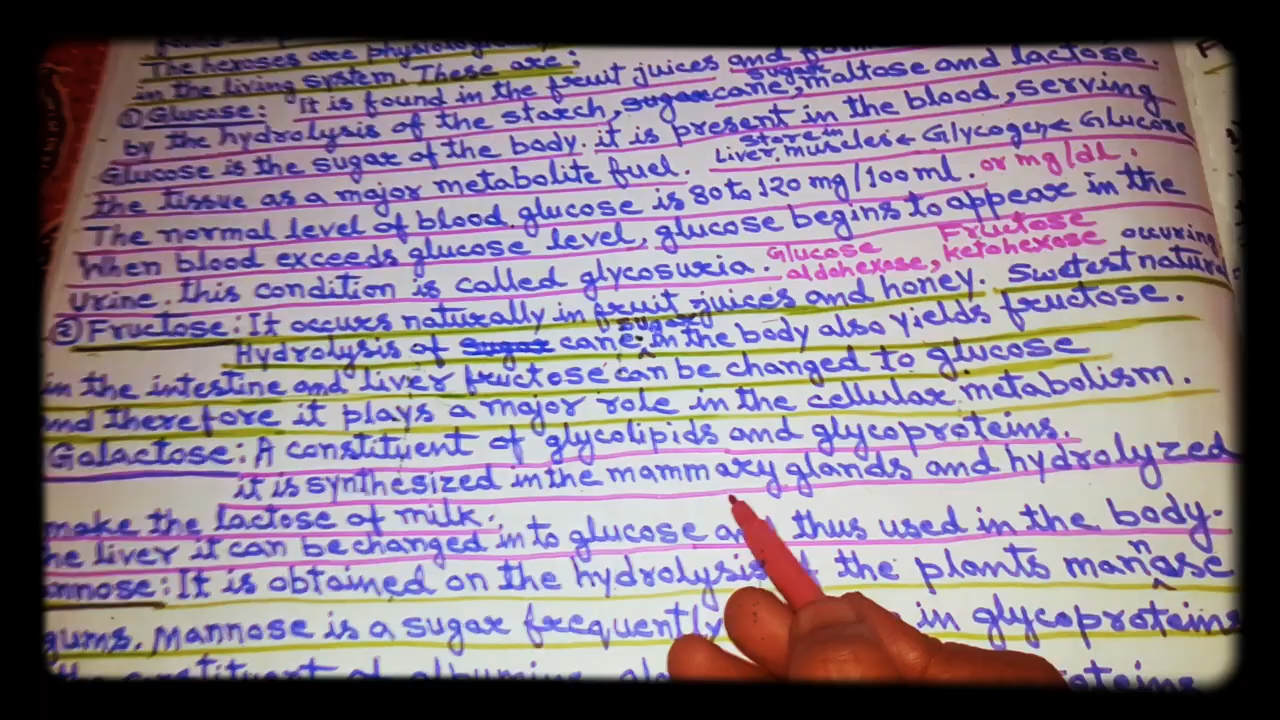 The hexoses are physiologically
in the living system. These are:
① Glucose: It is found in the fruit juices and
by the hydrolysis of the starch, sugar cane, maltose and lactose.
Glucose is the sugar of the body. it is present in the blood, serving
the tissue as a major metabolite fuel. store in Liver, muscles ← Glycogen ← Glucose
The normal level of blood glucose is 80 to 120 mg/100ml. or mg/dl.
When blood exceeds glucose level, glucose begins to appear in the
Urine. This condition is called glycosuria. Glucose aldohexose, Fructose ketohexose
② Fructose: It occurs naturally in fruit juices and honey. Swetest natural occuring
Hydrolysis of sugar cane in the body also yields fructose.
in the intestine and liver fructose can be changed to glucose
and therefore it plays a major role in the cellular metabolism.
Galactose: A constituent of glycolipids and glycoproteins.
it is synthesized in the mammary glands and hydrolyzed
make the lactose of milk.
he liver it can be changed in to glucose and thus used in the body.
annose: It is obtained on the hydrolysis the plants mannose
gums. Mannose is a sugar frequently in glycoproteins
constituent of